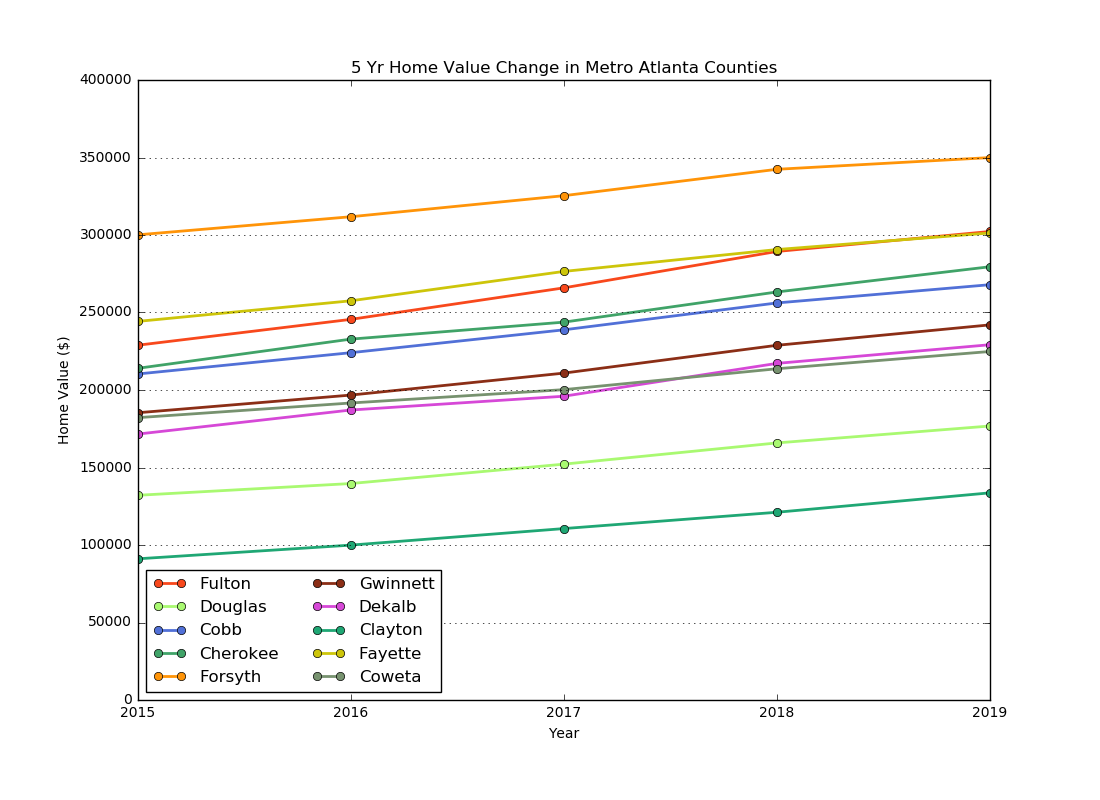 5 Yr Home Value Change in Metro Atlanta Counties
400000
350000
300000
250000
200000
150000
100000
50000
0
Home Value ($)
Fulton
Douglas
Cobb
Cherokee
Forsyth
Gwinnett
Dekalb
Clayton
Fayette
Coweta
2015 2016 2017 2018 2019
Year